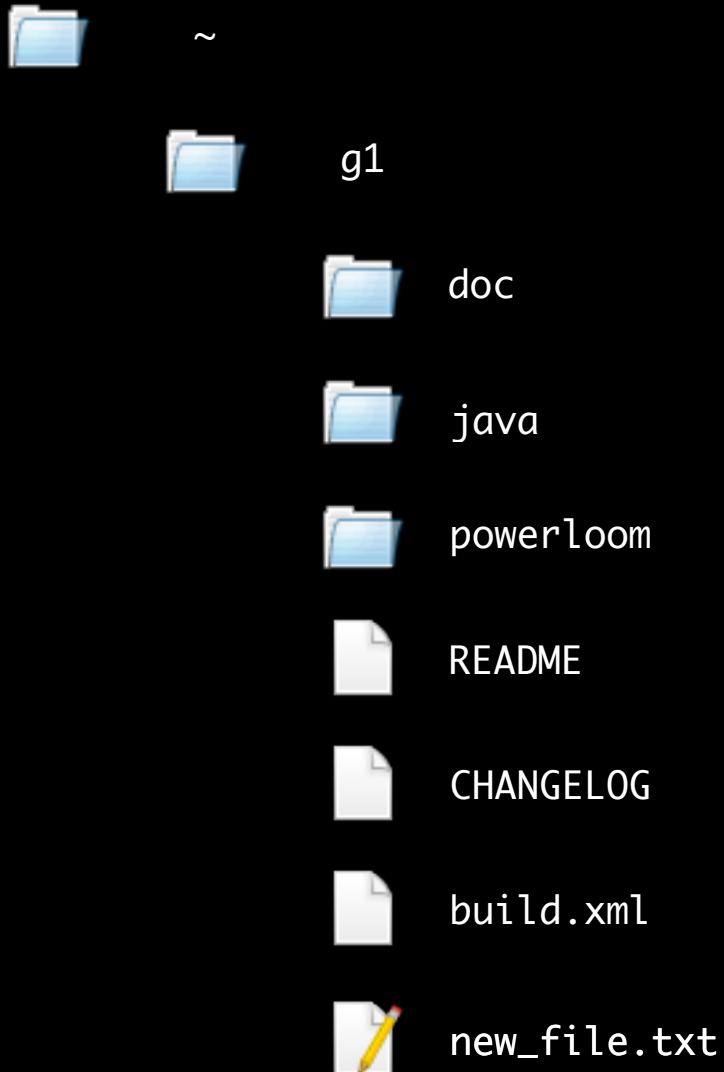 ~
g1
doc
java
powerloom
README
CHANGELOG
build.xml
new_file.txt